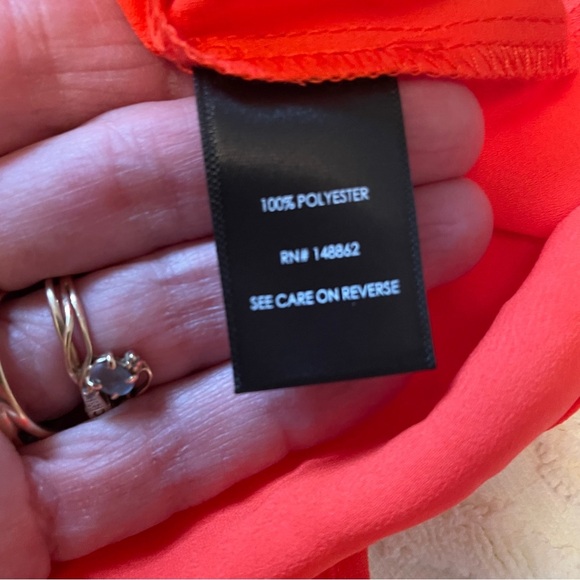 100% POLYESTER
RN# 148862
SEE CARE ON REVERSE